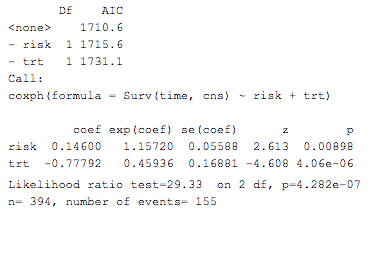 Df AIC
<none> 1710.6
- risk 1 1715.6
- trt 1 1731.1
Call:
coxph(formula = Surv(time, cns) ~ risk + trt)
coef exp(coef) se(coef) z p
risk 0.14600 1.15720 0.05588 2.613 0.00898
trt -0.77792 0.45936 0.16881 -4.608 4.06e-06
Likelihood ratio test=29.33 on 2 df, p=4.282e-07
n= 394, number of events= 155